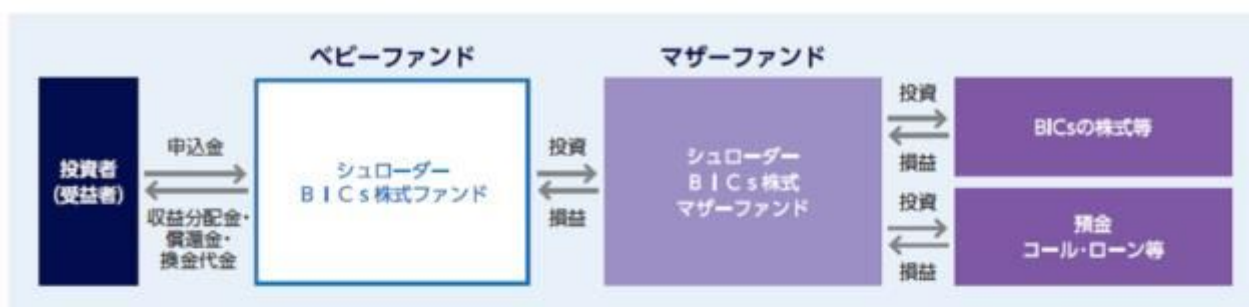 ベビーファンド
マザーファンド
投資者
(受益者)
申込金
収益分配金・
償還金・
換金代金
シュローダー
BICs株式ファンド
投資
損益
シュローダー
BICs株式
マザーファンド
投資
損益
BICsの株式等
投資
損益
預金
コール・ローン等